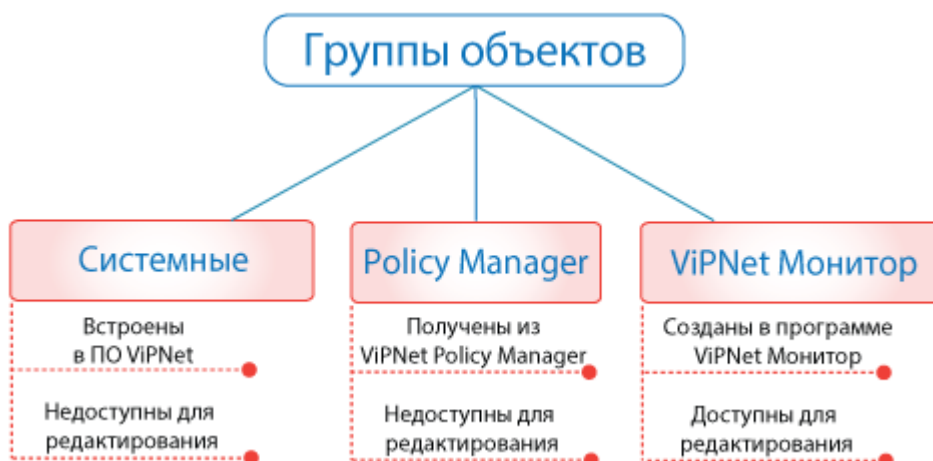 Группы объектов
Системные
Встроены
в ПО ViPNet
Недоступны для
редактирования
Policy Manager
Получены из
ViPNet Policy Manager
Недоступны для
редактирования
ViPNet Монитор
Созданы в программе
ViPNet Монитор
Доступны для
редактирования